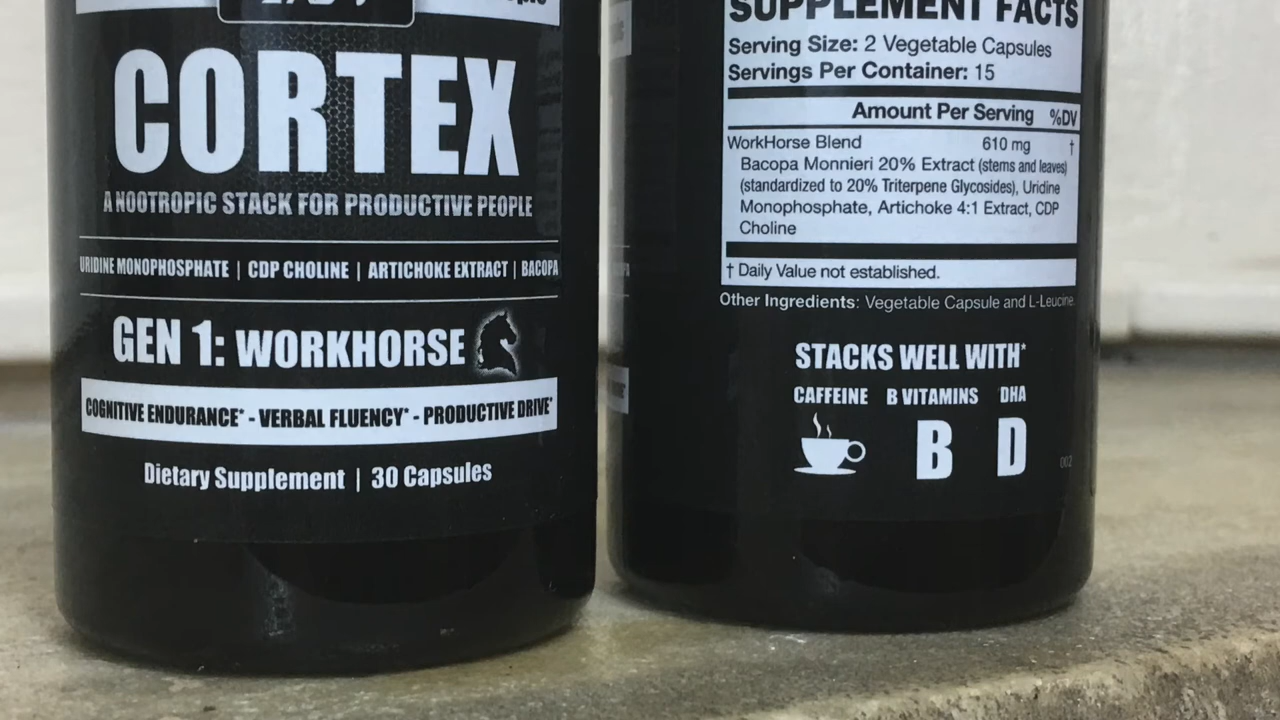 CORTEX
A NOOTROPIC STACK FOR PRODUCTIVE PEOPLE
URIDINE MONOPHOSPHATE | CDP CHOLINE | ARTICHOKE EXTRACT | BACOPA
GEN 1: WORKHORSE
COGNITIVE ENDURANCE* - VERBAL FLUENCY* - PRODUCTIVE DRIVE*
Dietary Supplement | 30 Capsules
SUPPLEMENT FACTS
Serving Size: 2 Vegetable Capsules
Servings Per Container: 15
Amount Per Serving %DV
WorkHorse Blend 610 mg †
Bacopa Monnieri 20% Extract (stems and leaves)
(standardized to 20% Triterpene Glycosides), Uridine
Monophosphate, Artichoke 4:1 Extract, CDP
Choline
† Daily Value not established.
Other Ingredients: Vegetable Capsule and L-Leucine.
STACKS WELL WITH*
CAFFEINE B VITAMINS DHA
B D
002